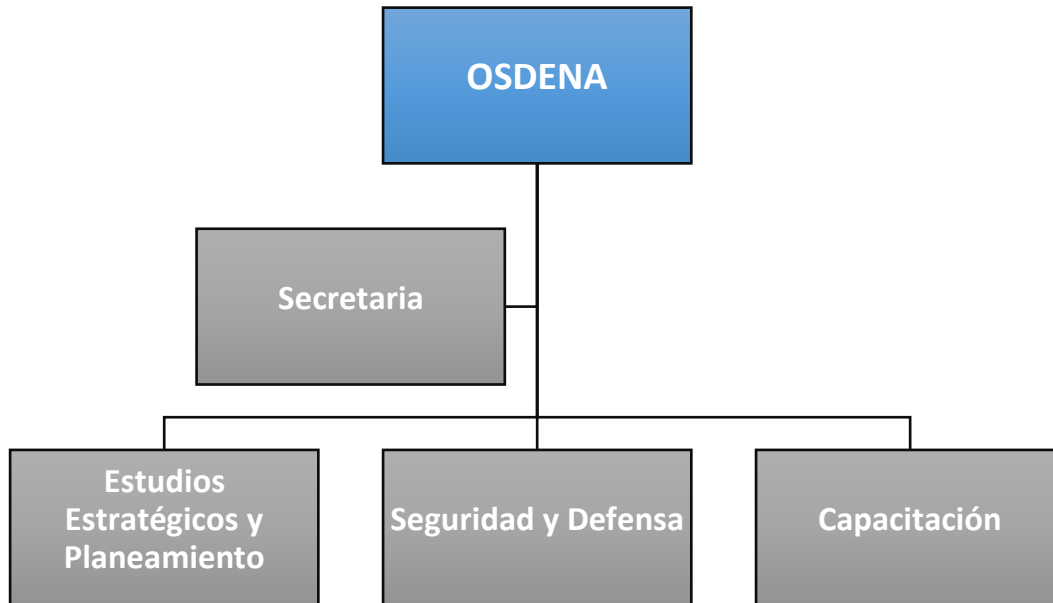 OSDENA
Secretaria
Estudios
Estratégicos y
Planeamiento
Seguridad y Defensa
Capacitación